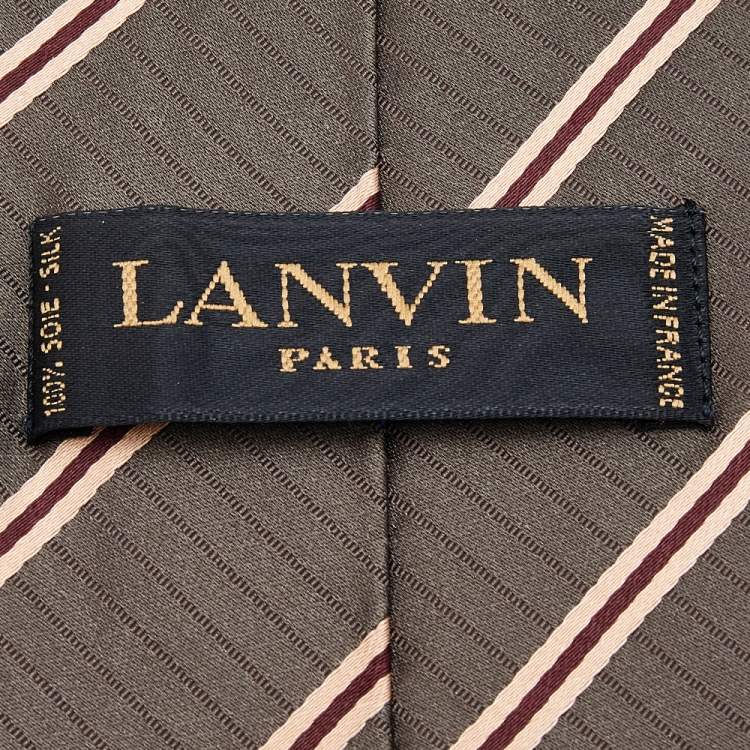 100% SOIE - SILK
LANVIN
PARIS
MADE IN FRANCE